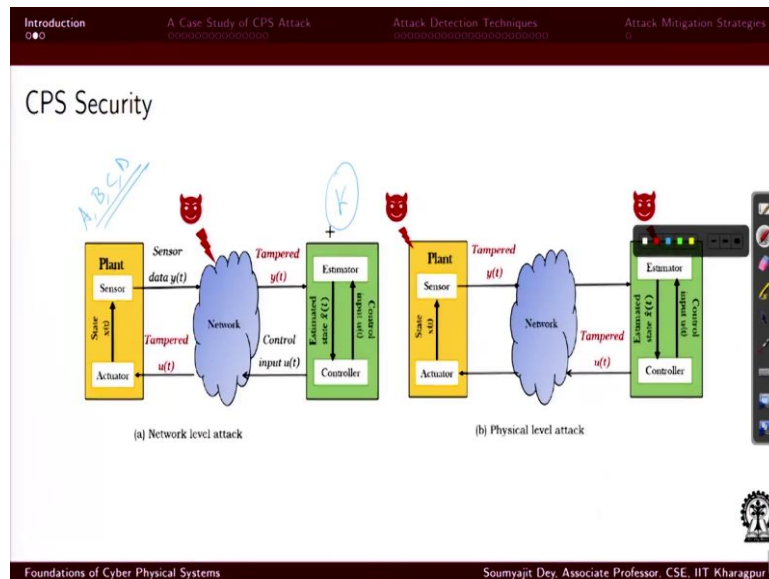 Introduction
A Case Study of CPS Attack
Attack Detection Techniques
Attack Mitigation Strategies
CPS Security
A, B, C, D
K
Plant
Sensor
State
x(t)
Actuator
Sensor
data y(t)
Tampered
u(t)
Network
Tampered
y(t)
Control
input u(t)
Estimator
Estimated
state x̂(t)
Control
input u(t)
Controller
(a) Network level attack
Plant
Sensor
State
x(t)
Actuator
Tampered
y(t)
Network
Tampered
u(t)
Estimator
Estimated
state x̂(t)
Control
input u(t)
Controller
(b) Physical level attack
Foundations of Cyber Physical Systems
Soumyajit Dey, Associate Professor, CSE, IIT Kharagpur